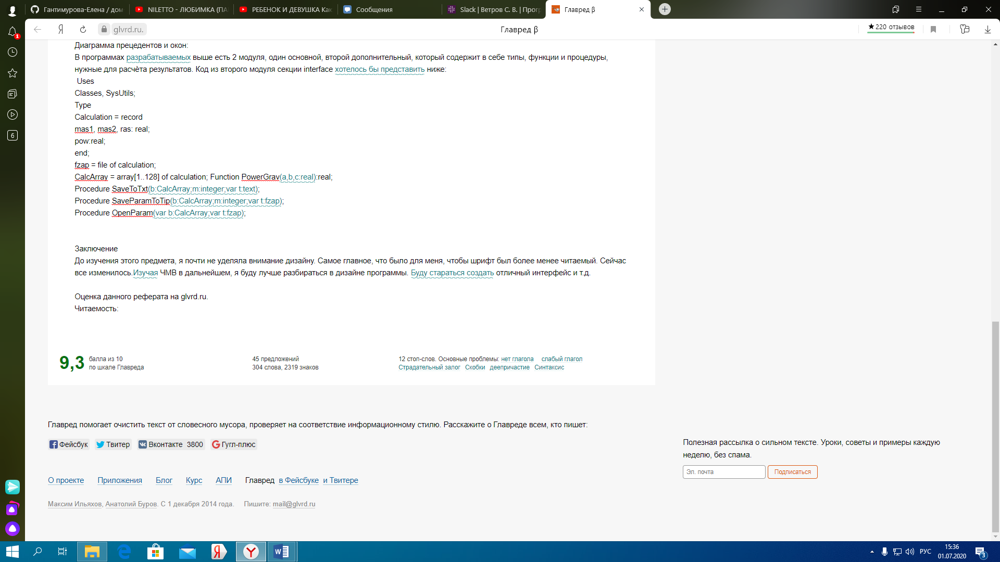 Гантимурова-Елена / дом
NILETTO - ЛЮБИМКА (ПА
РЕБЕНОК И ДЕВУШКА Как
Сообщения
Slack | Ветров С. В. | Прогр
Главред β
1
glvrd.ru.
Главред β
★220 отзывов
6
Диаграмма прецедентов и окон:
В программах разрабатываемых выше есть 2 модуля, один основной, второй дополнительный, который содержит в себе типы, функции и процедуры,
нужные для расчѐта результатов. Код из второго модуля секции interface хотелось бы представить ниже:
Uses
Classes, SysUtils;
Type
Calculation = record
mas1, mas2, ras: real;
pow:real;
end;
fzap = file of calculation;
CalcArray = array[1..128] of calculation; Function PowerGrav(a,b,c:real):real;
Procedure SaveToTxt(b:CalcArray;m:integer;var t:text);
Procedure SaveParamToTip(b:CalcArray;m:integer;var t:fzap);
Procedure OpenParam(var b:CalcArray;var t:fzap);
Заключение
До изучения этого предмета, я почти не уделяла внимание дизайну. Самое главное, что было для меня, чтобы шрифт был более менее читаемый. Сейчас
все изменилось.Изучая ЧМВ в дальнейшем, я буду лучше разбираться в дизайне программы. Буду стараться создать отличный интерфейс и т.д.
Оценка данного реферата на glvrd.ru.
Читаемость:
9,3 балла из 10
по шкале Главреда
45 предложений
304 слова, 2319 знаков
12 стоп-слов. Основные проблемы: нет глагола слабый глагол
Страдательный залог Скобки деепричастие Синтаксис
Главред помогает очистить текст от словесного мусора, проверяет на соответствие информационному стилю. Расскажите о Главреде всем, кто пишет:
Фейсбук Твитер Вконтакте 3800 Гугл-плюс
Полезная рассылка о сильном тексте. Уроки, советы и примеры каждую
неделю, без спама.
Эл. почта Подписаться
О проекте Приложения Блог Курс АПИ Главред в Фейсбуке и Твитере
Максим Ильяхов, Анатолий Буров. С 1 декабря 2014 года. Пишите: mail@glvrd.ru
РУС
15:36
01.07.2020
3